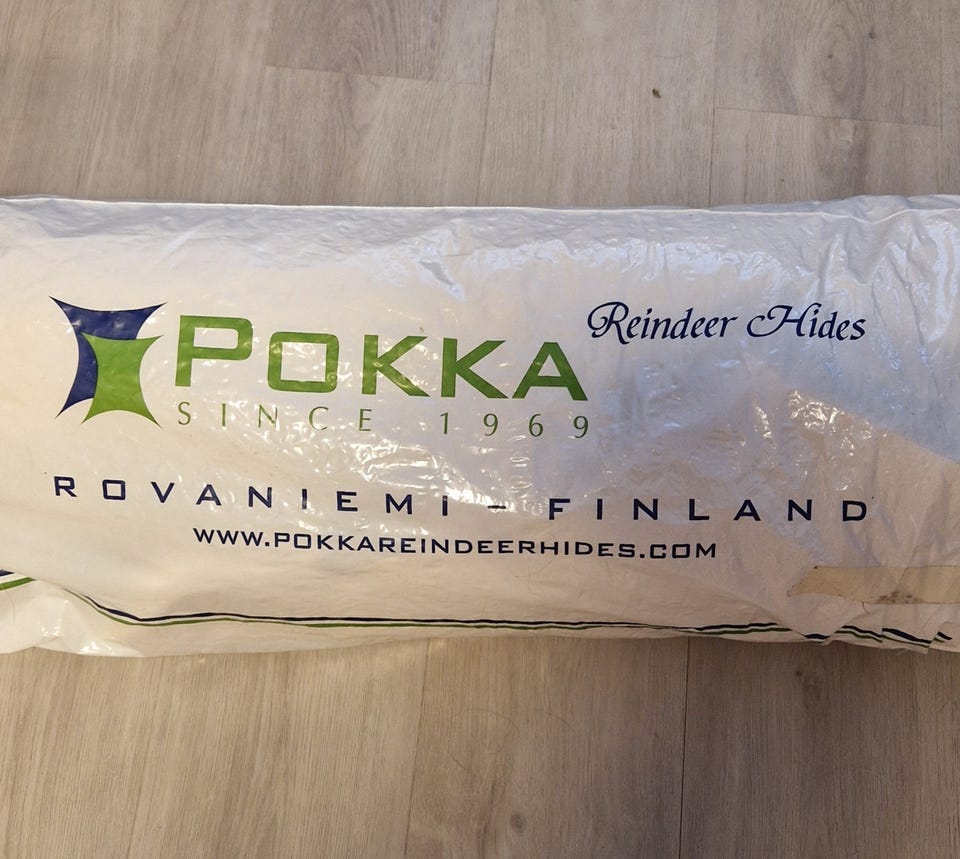 POKKA Reindeer Hides
SINCE 1969
ROVANIEMI - FINLAND
WWW.POKKAREINDEERHIDES.COM